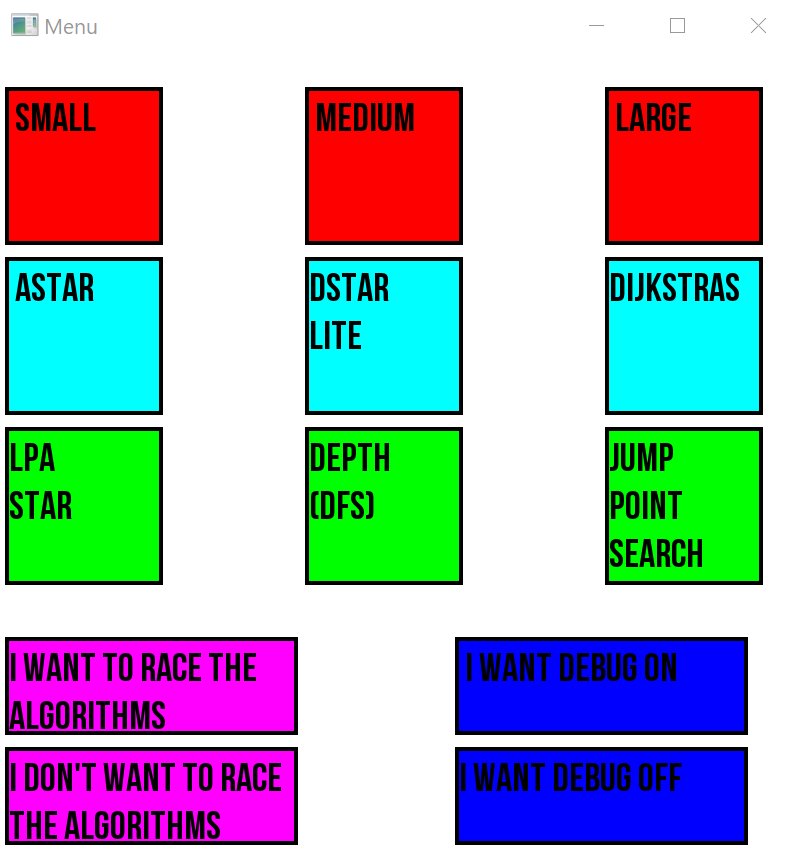 Menu
SMALL
MEDIUM
LARGE
ASTAR
DSTAR
LITE
DIJKSTRAS
LPA
STAR
DEPTH
(DFS)
JUMP
POINT
SEARCH
I WANT TO RACE THE
ALGORITHMS
I WANT DEBUG ON
I DON'T WANT TO RACE
THE ALGORITHMS
I WANT DEBUG OFF